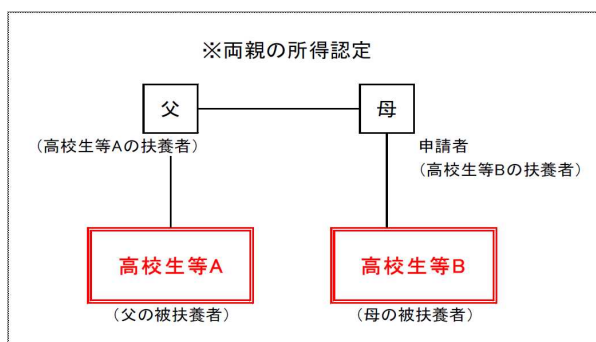 ※両親の所得認定
父
母
(高校生等Aの扶養者)
申請者
(高校生等Bの扶養者)
高校生等A
高校生等B
(父の被扶養者)
(母の被扶養者)